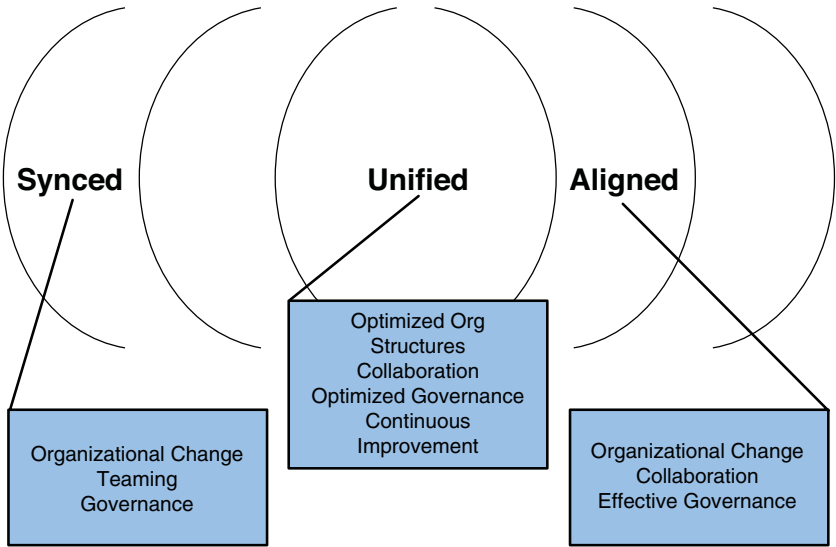 Synced
Unified
Aligned
Optimized Org
Structures
Collaboration
Optimized Governance
Continuous
Improvement
Organizational Change
Teaming
Governance
Organizational Change
Collaboration
Effective Governance